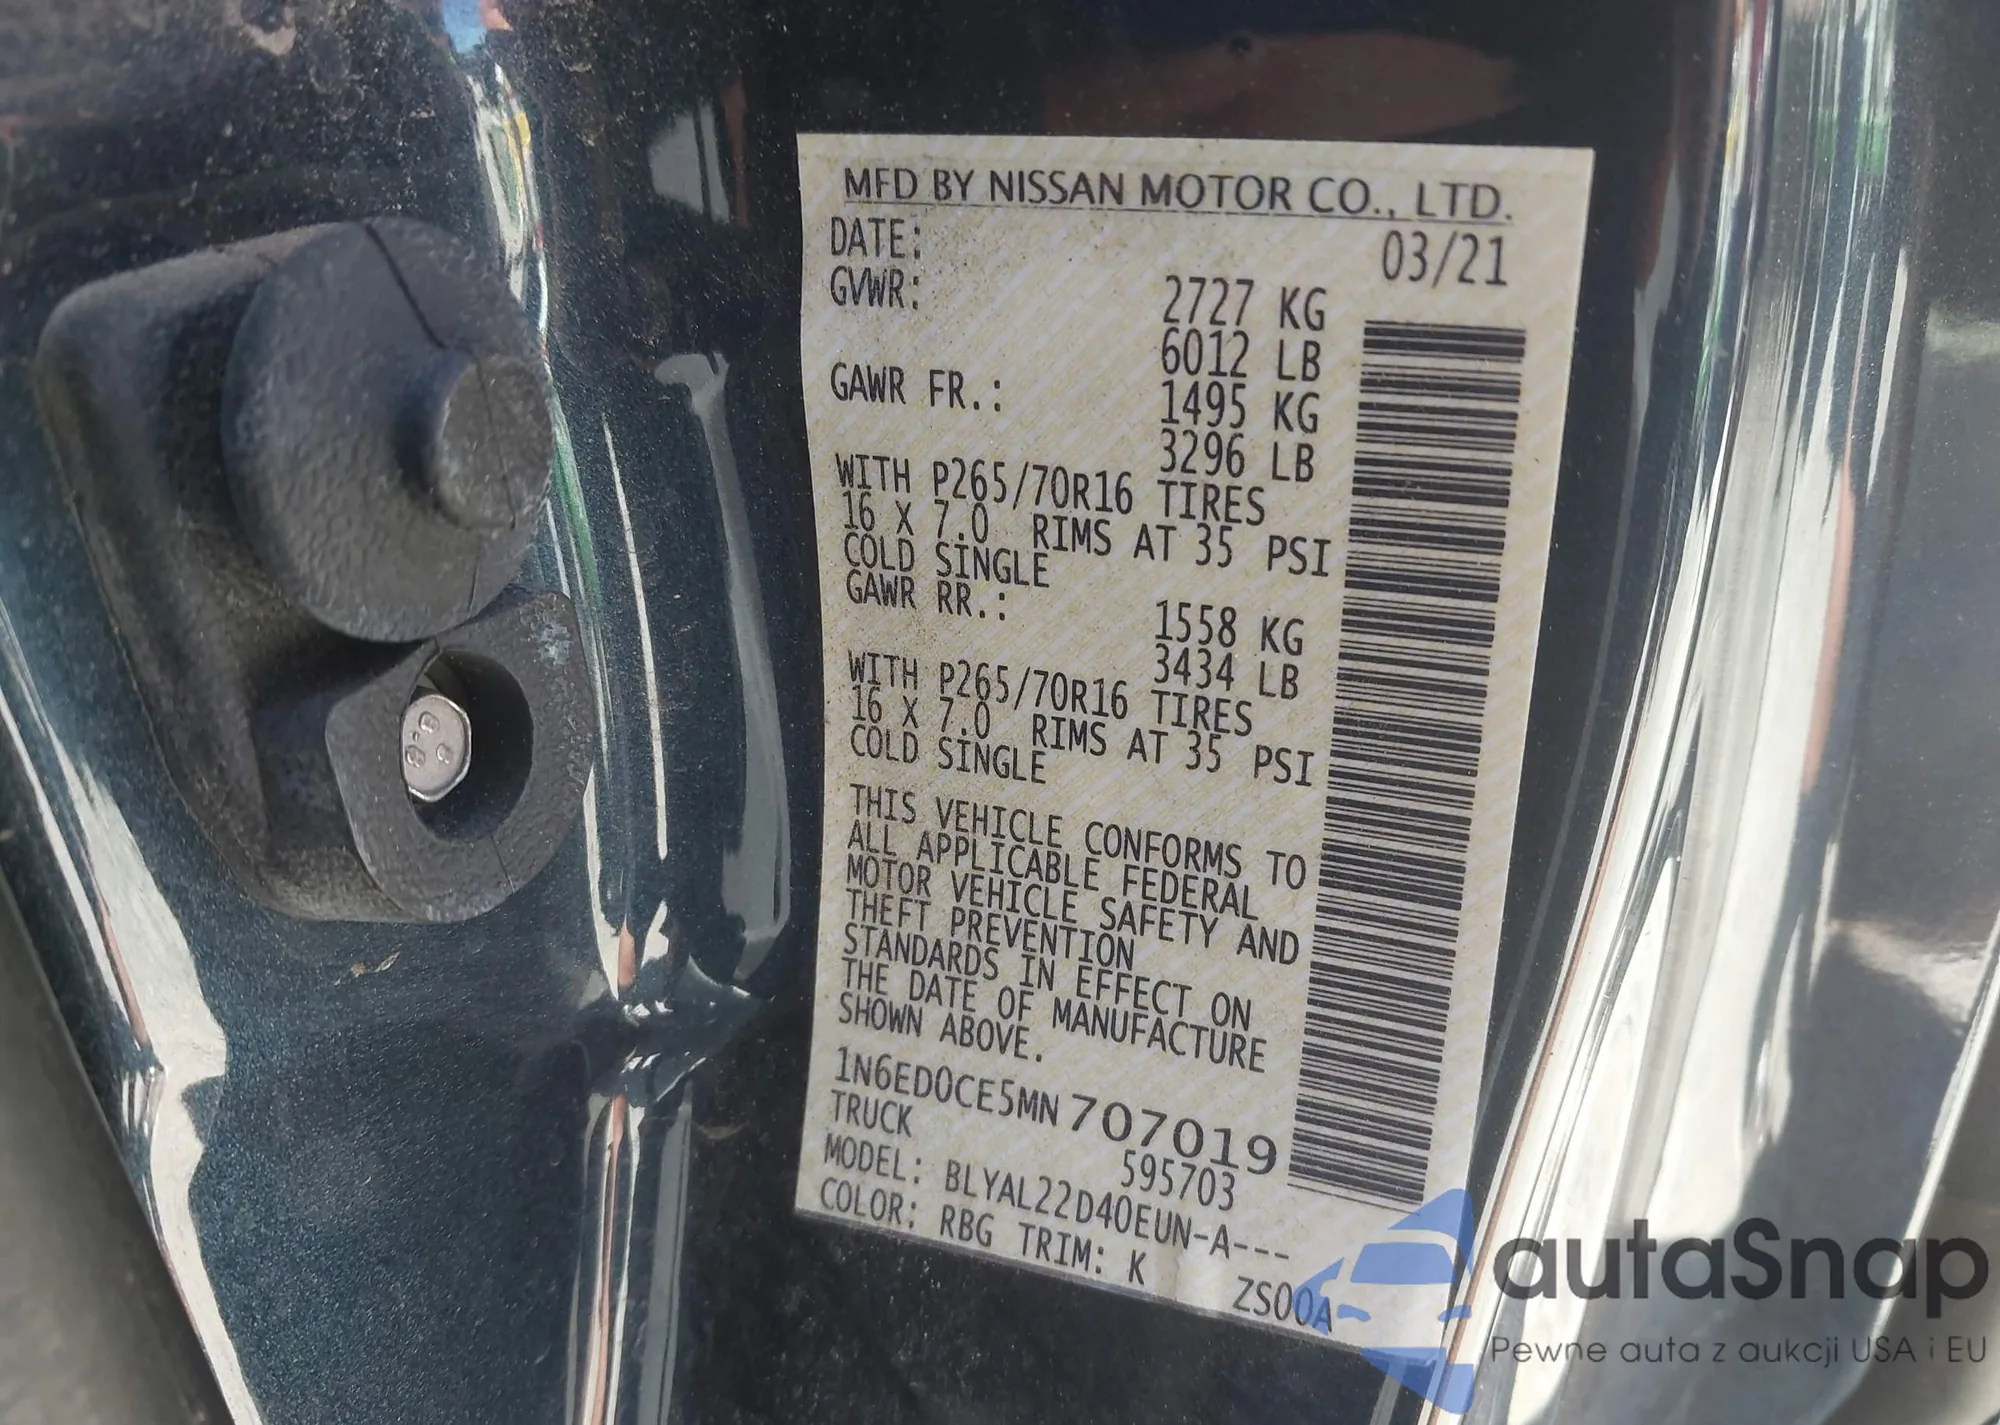 MFD BY NISSAN MOTOR CO., LTD.
DATE: 03/21
GVWR: 2727 KG
6012 LB
GAWR FR.: 1495 KG
3296 LB
WITH P265/70R16 TIRES
16 X 7.0 RIMS AT 35 PSI
COLD SINGLE
GAWR RR.: 1558 KG
3434 LB
WITH P265/70R16 TIRES
16 X 7.0 RIMS AT 35 PSI
COLD SINGLE
THIS VEHICLE CONFORMS TO
ALL APPLICABLE FEDERAL
MOTOR VEHICLE SAFETY AND
THEFT PREVENTION
STANDARDS IN EFFECT ON
THE DATE OF MANUFACTURE
SHOWN ABOVE.
1N6ED0CE5MN707019
TRUCK 595703
MODEL: BLYAL22D40EUN-A---
COLOR: RBG TRIM: K ZS00A
autaSnap
Pewne auta z aukcji USA i EU